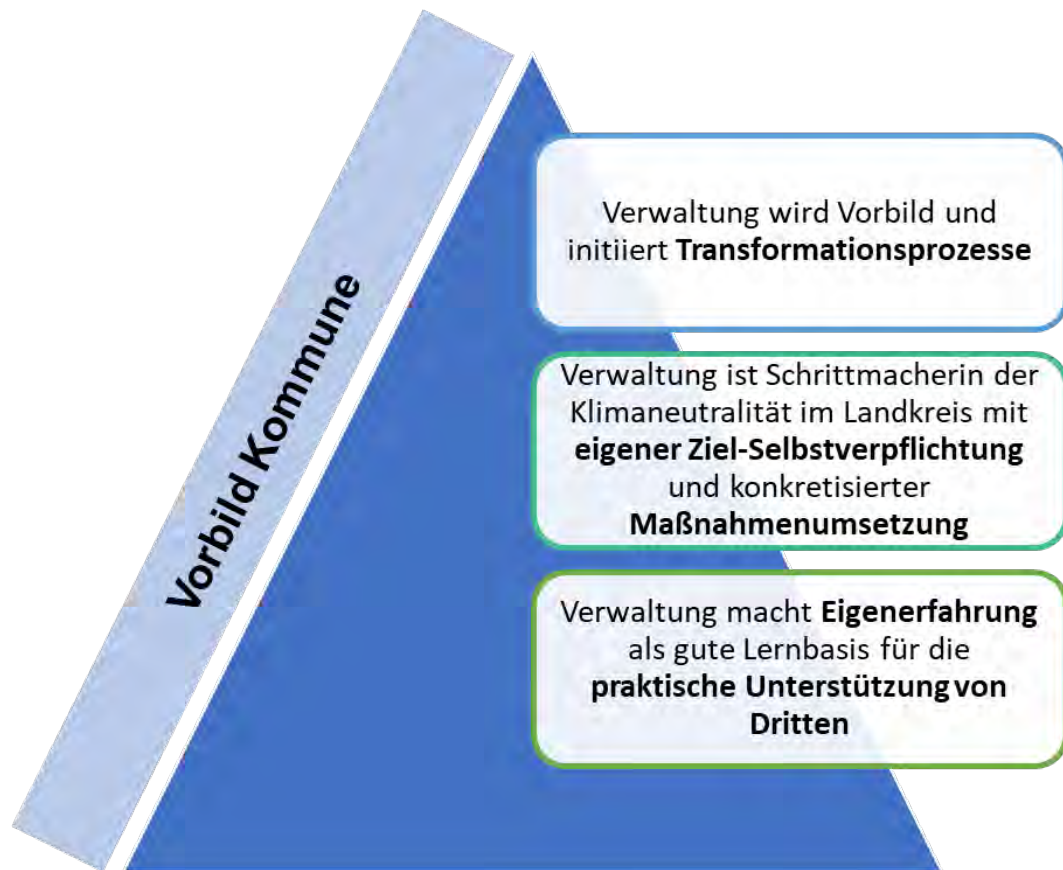 Vorbild Kommune
Verwaltung wird Vorbild und
initiiert Transformationsprozesse
Verwaltung ist Schrittmacherin der
Klimaneutralität im Landkreis mit
eigener Ziel-Selbstverpflichtung
und konkretisierter
Maßnahmenumsetzung
Verwaltung macht Eigenerfahrung
als gute Lernbasis für die
praktische Unterstützung von
Dritten